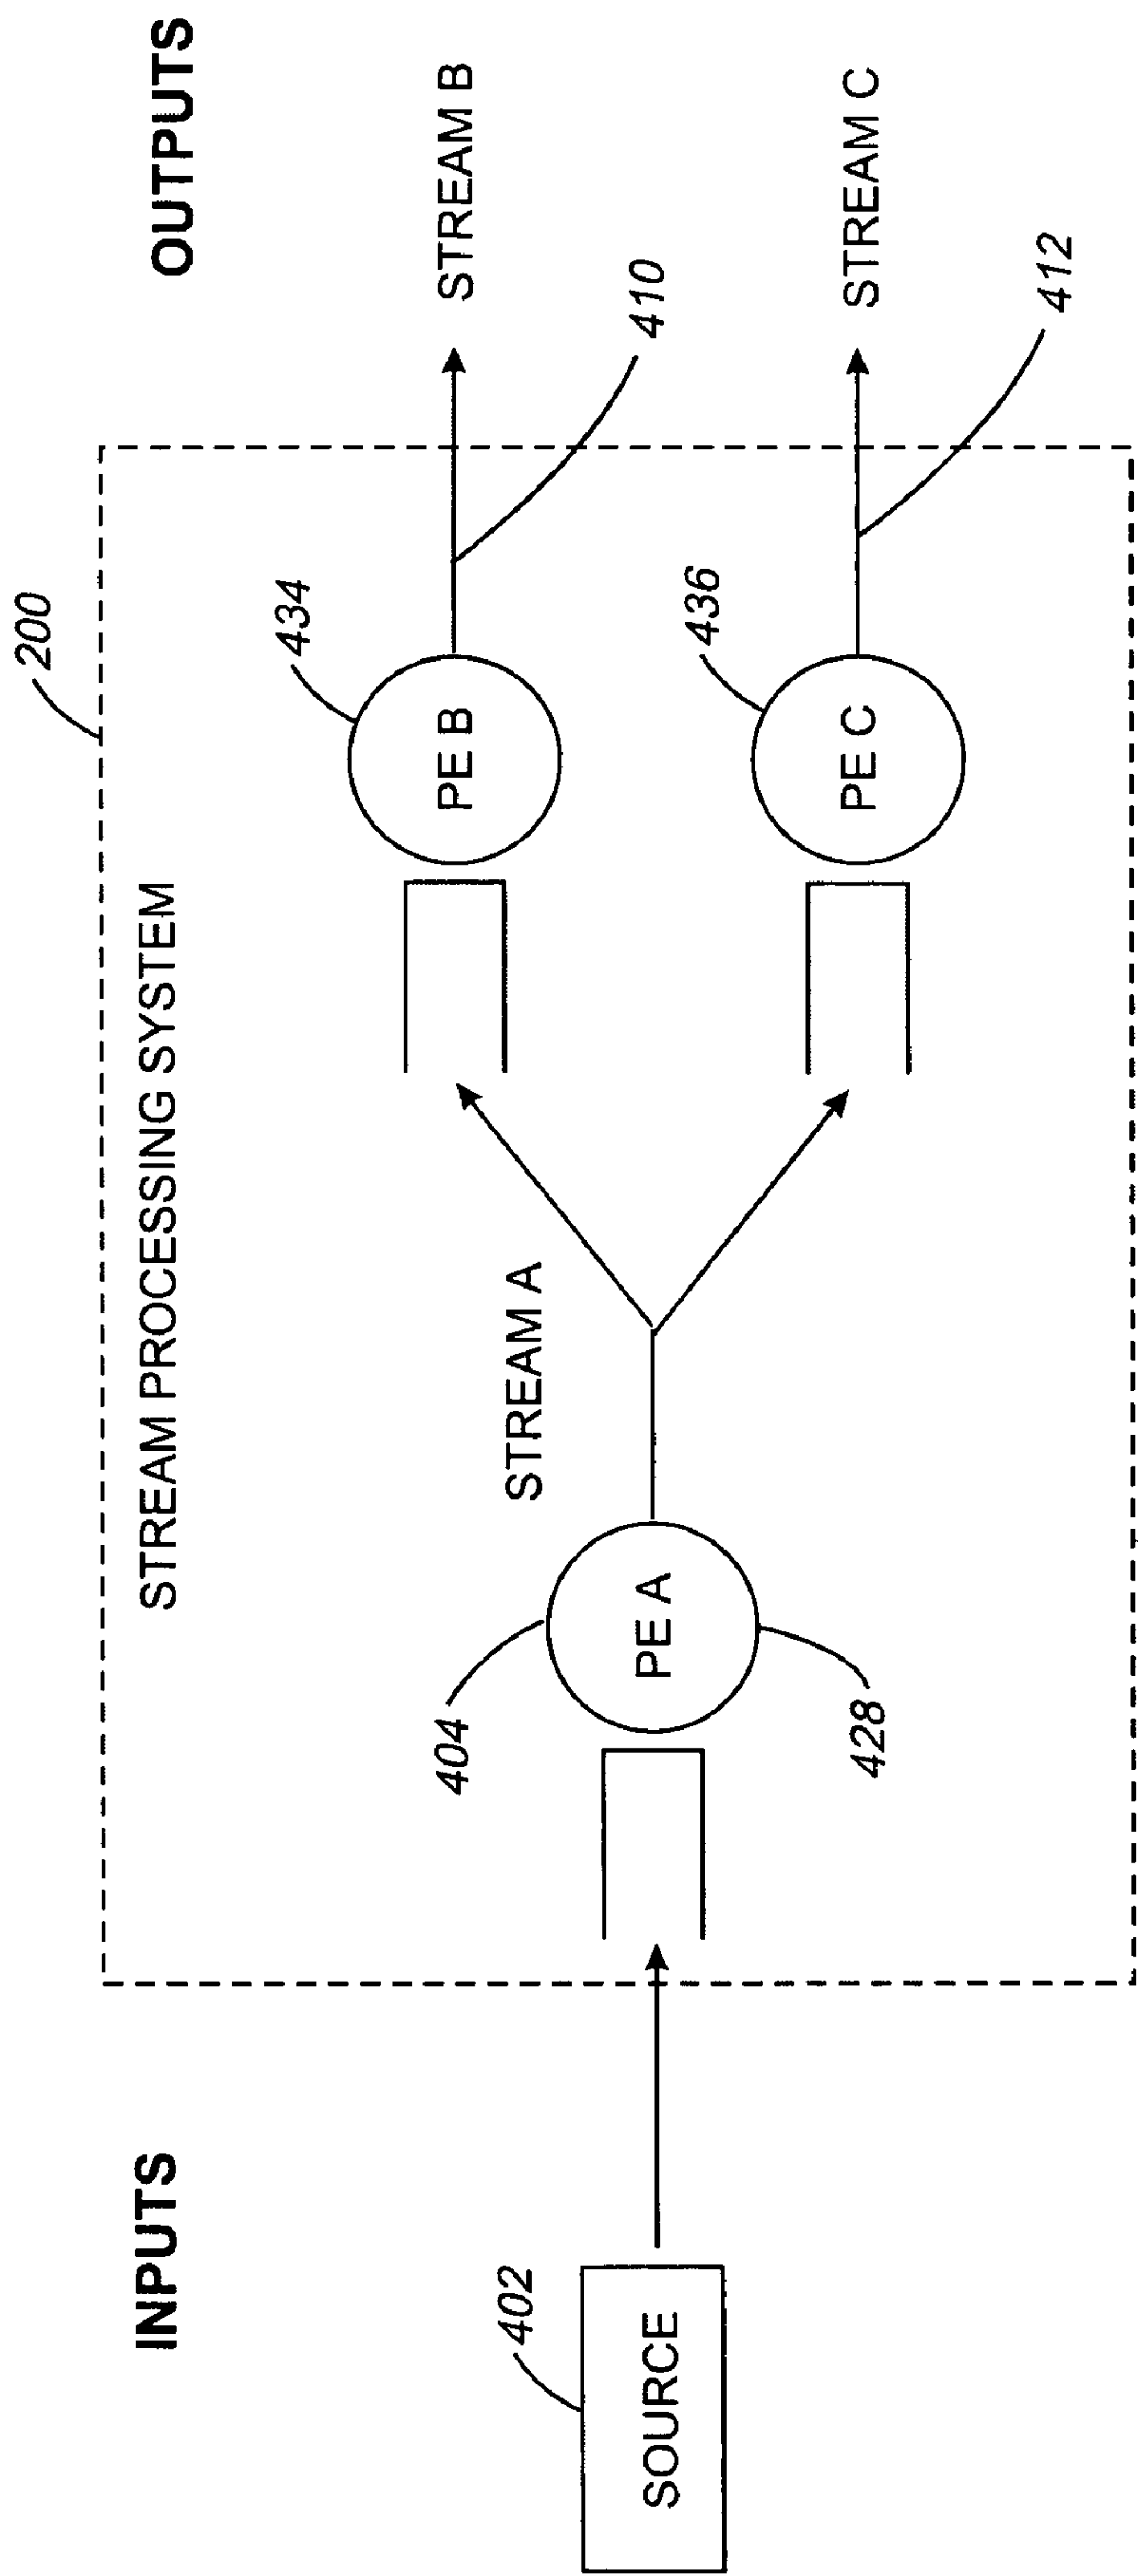 INPUTS
OUTPUTS
200
STREAM PROCESSING SYSTEM
434
STREAM B
PE B
410
STREAM A
404
402
SOURCE
PE A
428
436
STREAM C
PE C
412